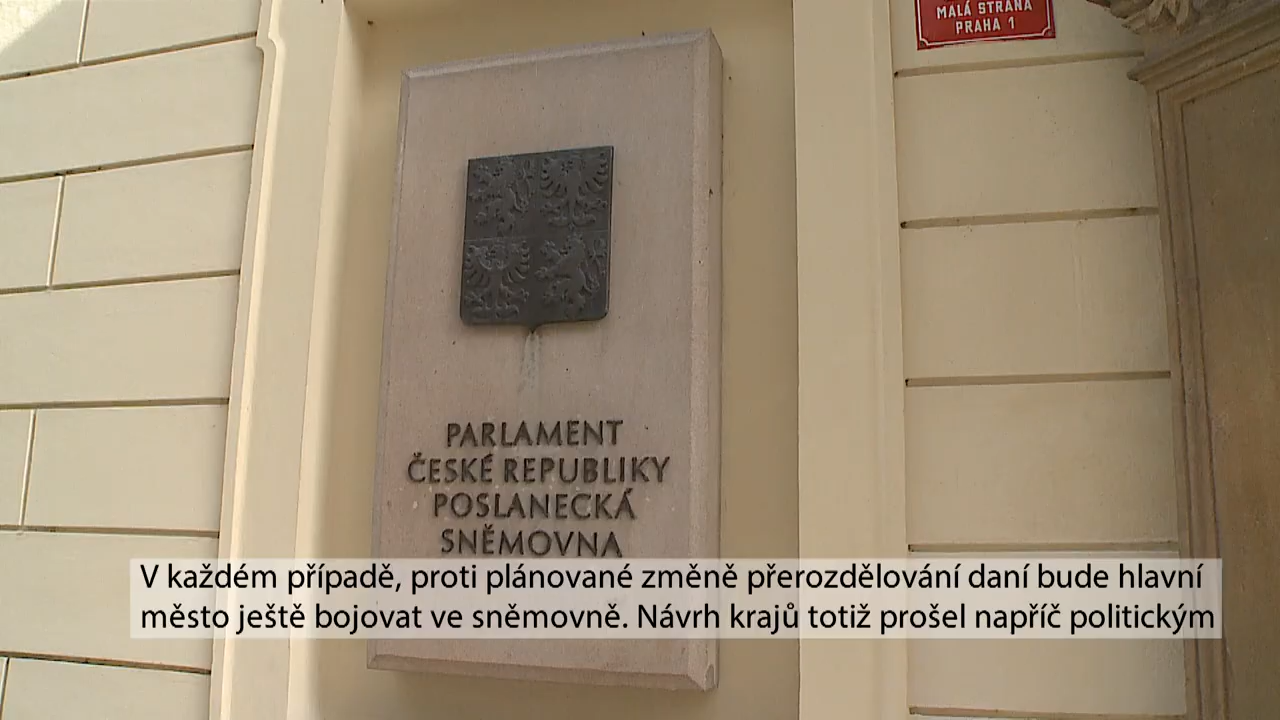 MALÁ STRANA
PRAHA 1
PARLAMENT
ČESKÉ REPUBLIKY
POSLANECKÁ
SNĚMOVNA
V každém případě, proti plánované změně přerozdělování daní bude hlavní
město ještě bojovat ve sněmovně. Návrh krajů totiž prošel napříč politickým